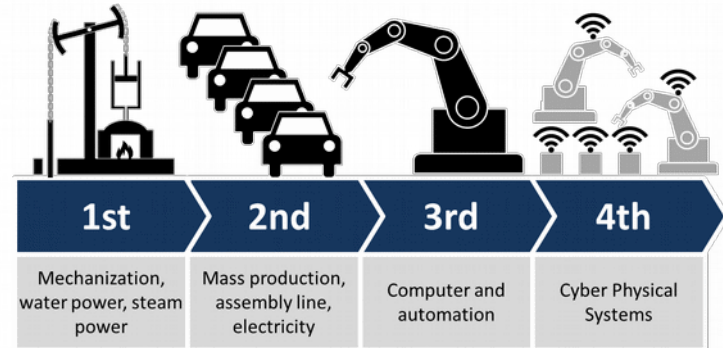 1st
2nd
3rd
4th
Mechanization,
water power, steam
power
Mass production,
assembly line,
electricity
Computer and
automation
Cyber Physical
Systems